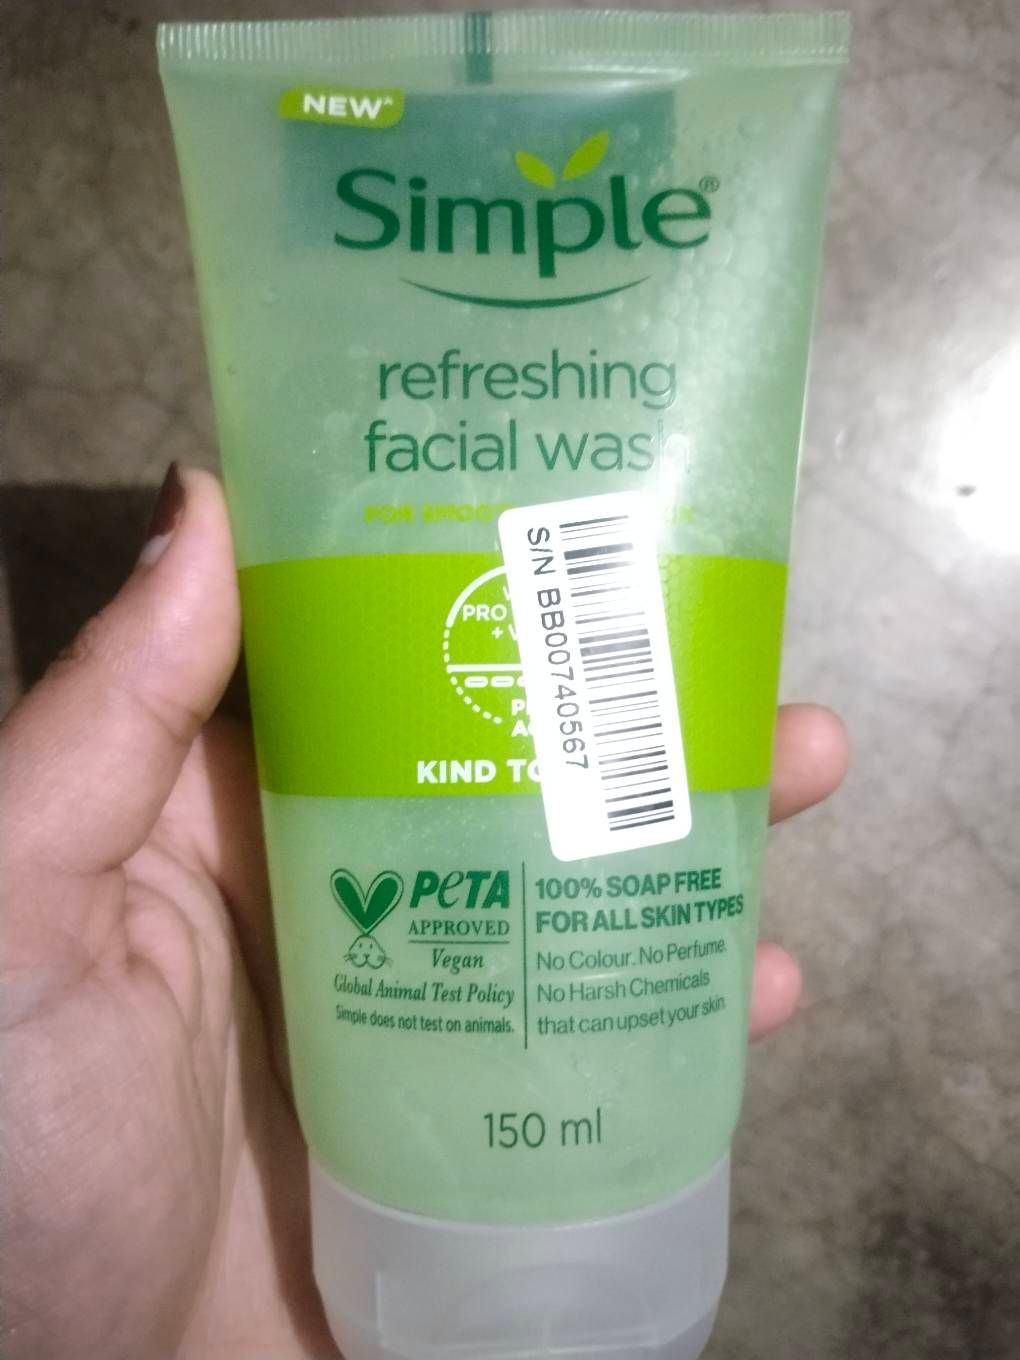 NEW^
Simple®
refreshing
facial wash
FOR
S/N BB00740567
PRO
+
KIND TO
PETA
APPROVED
Vegan
Global Animal Test Policy
Simple does not test on animals.
100% SOAP FREE
FOR ALL SKIN TYPES
No Colour. No Perfume.
No Harsh Chemicals
that can upset your skin.
150 ml